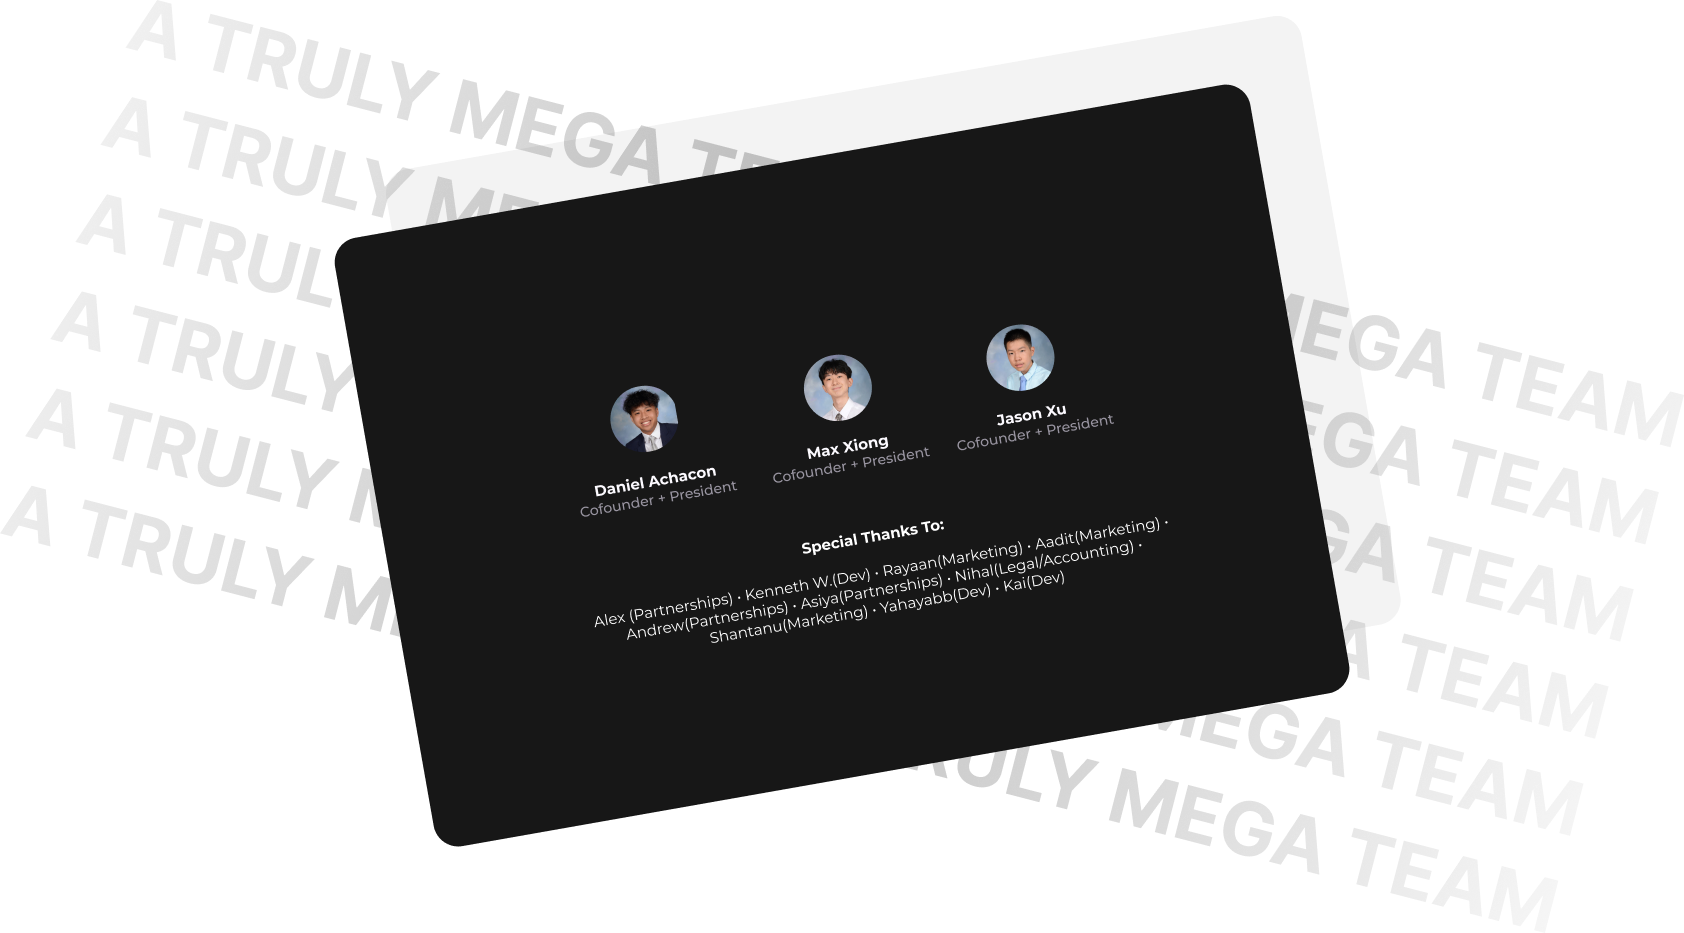 A TRULY MEGA TE
A TRULY ME
A TRUL
A TRULY
A TRULY M
A TRULY ME
MEGA TEAM
EGA TEAM
GA TEAM
A TEAM
MEGA TEAM
RULY MEGA TEAM
Daniel Achacon
Cofounder + President
Max Xiong
Cofounder + President
Jason Xu
Cofounder + President
Special Thanks To:
Alex (Partnerships) • Kenneth W.(Dev) • Rayaan(Marketing) • Aadit(Marketing) •
Andrew(Partnerships) • Asiya(Partnerships) • Nihal(Legal/Accounting) •
Shantanu(Marketing) • Yahayabb(Dev) • Kai(Dev)